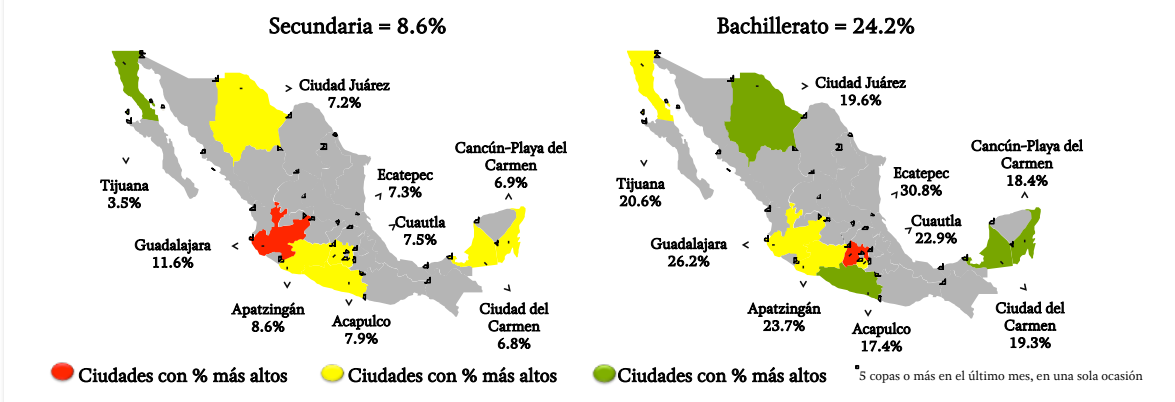 Secundaria = 8.6%
Ciudad Juárez
7.2%
Cancún-Playa del
Carmen
6.9%
Ecatepec
7.3%
Tijuana
3.5%
Cuautla
7.5%
Guadalajara
11.6%
Apatzingán
8.6%
Acapulco
7.9%
Ciudad del
Carmen
6.8%
Bachillerato = 24.2%
Ciudad Juárez
19.6%
Cancún-Playa del
Carmen
18.4%
Ecatepec
30.8%
Tijuana
20.6%
Cuautla
22.9%
Guadalajara
26.2%
Apatzingán
23.7%
Acapulco
17.4%
Ciudad del
Carmen
19.3%
Ciudades con % más altos
Ciudades con % más altos
Ciudades con % más altos
5 copas o más en el último mes, en una sola ocasión